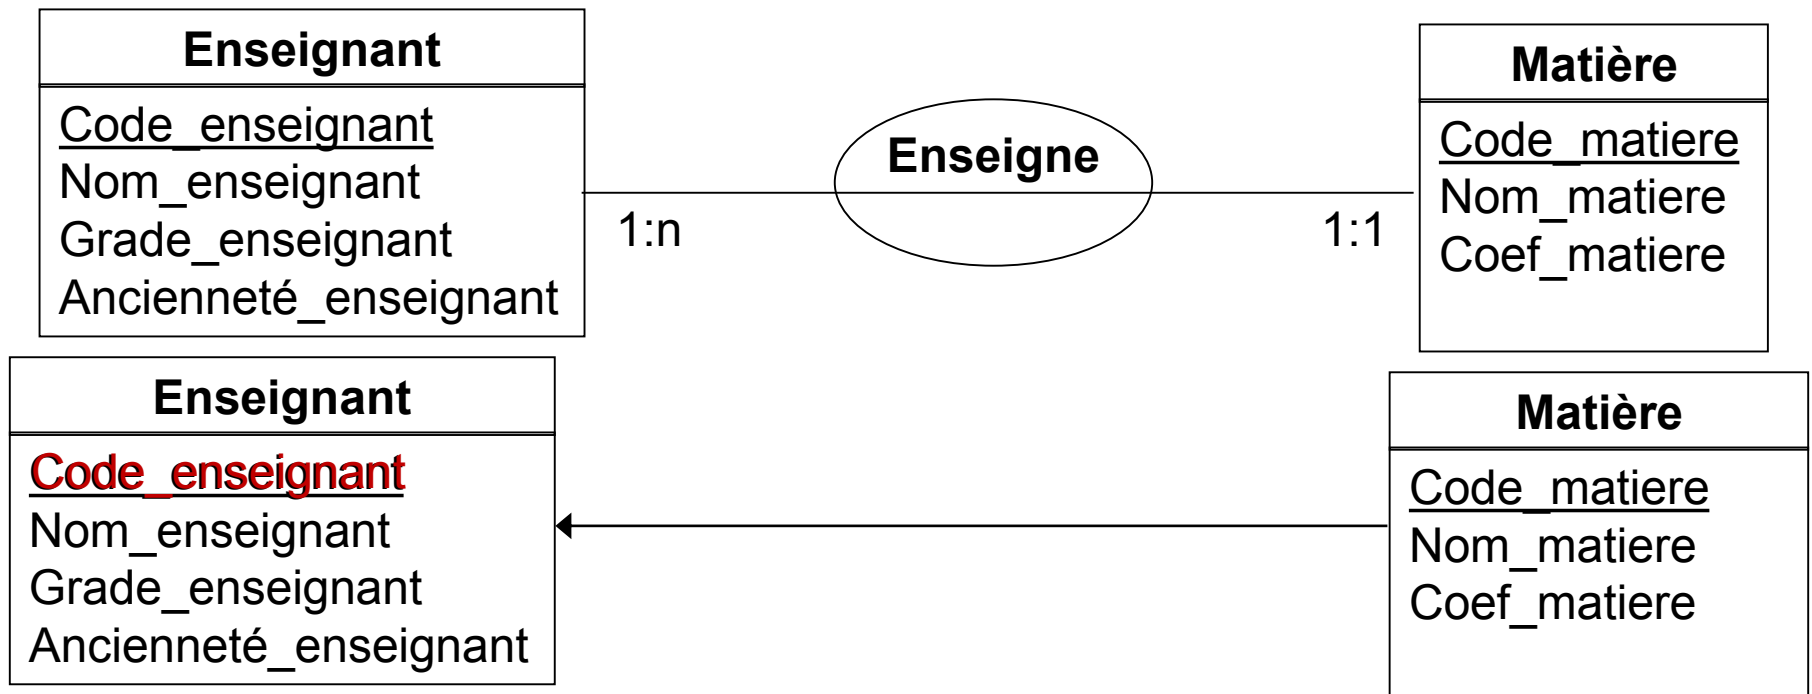 Enseignant
Code_enseignant
Nom_enseignant
Grade_enseignant
Ancienneté_enseignant
1:n
Enseigne
1:1
Matière
Code_matiere
Nom_matiere
Coef_matiere
Enseignant
Code_enseignant
Nom_enseignant
Grade_enseignant
Ancienneté_enseignant
Matière
Code_matiere
Nom_matiere
Coef_matiere